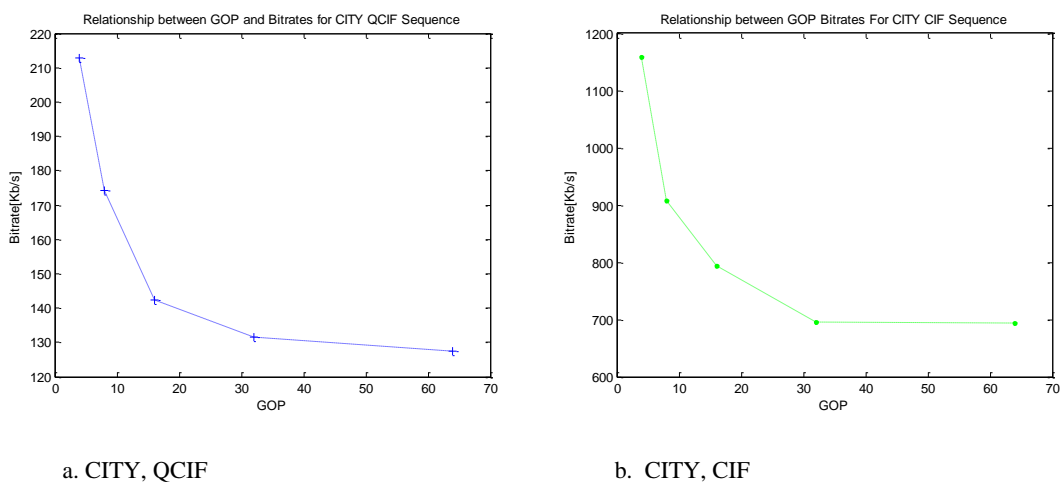 Relationship between GOP and Bitrates for CITY QCIF Sequence
220
210
200
190
180
170
160
150
140
130
120
Bitrate[Kb/s]
0 10 20 30 40 50 60 70
GOP
Relationship between GOP Bitrates For CITY CIF Sequence
1200
1100
1000
900
800
700
600
Bitrate[Kb/s]
0 10 20 30 40 50 60 70
GOP
a. CITY, QCIF
b. CITY, CIF